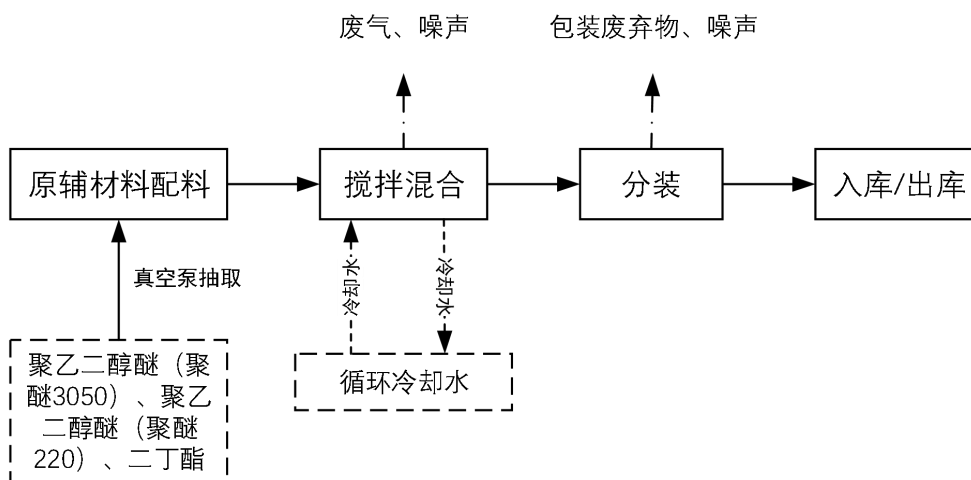 废气、噪声
包装废弃物、噪声
原辅材料配料
搅拌混合
分装
入库/出库
真空泵抽取
冷却水
冷却水
聚乙二醇醚（聚
醚3050）、聚乙
二醇醚（聚醚
220）、二丁酯
循环冷却水